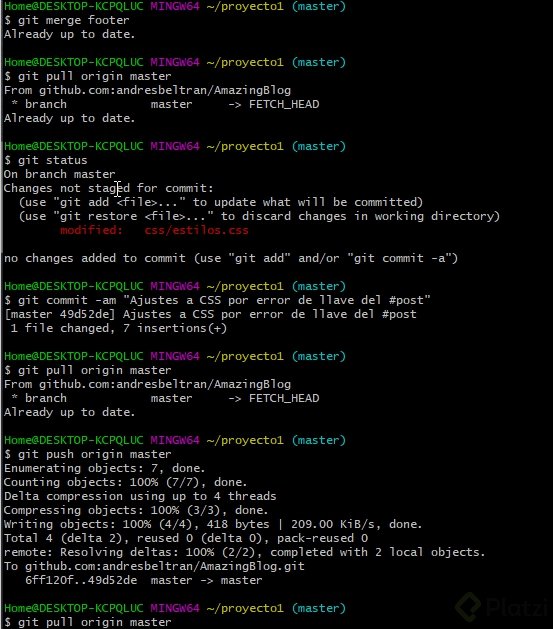 Home@DESKTOP-KCPQLUC MINGW64 ~/proyecto1 (master)
$ git merge footer
Already up to date.
Home@DESKTOP-KCPQLUC MINGW64 ~/proyecto1 (master)
$ git pull origin master
From github.com:andresbeltran/AmazingBlog
 * branch            master     -> FETCH_HEAD
Already up to date.
Home@DESKTOP-KCPQLUC MINGW64 ~/proyecto1 (master)
$ git status
On branch master
Changes not staged for commit:
  (use "git add <file>..." to update what will be committed)
  (use "git restore <file>..." to discard changes in working directory)
        modified:   css/estilos.css
no changes added to commit (use "git add" and/or "git commit -a")
Home@DESKTOP-KCPQLUC MINGW64 ~/proyecto1 (master)
$ git commit -am "Ajustes a CSS por error de llave del #post"
[master 49d52de] Ajustes a CSS por error de llave del #post
 1 file changed, 7 insertions(+)
Home@DESKTOP-KCPQLUC MINGW64 ~/proyecto1 (master)
$ git pull origin master
From github.com:andresbeltran/AmazingBlog
 * branch            master     -> FETCH_HEAD
Already up to date.
Home@DESKTOP-KCPQLUC MINGW64 ~/proyecto1 (master)
$ git push origin master
Enumerating objects: 7, done.
Counting objects: 100% (7/7), done.
Delta compression using up to 4 threads
Compressing objects: 100% (3/3), done.
Writing objects: 100% (4/4), 418 bytes | 209.00 KiB/s, done.
Total 4 (delta 2), reused 0 (delta 0), pack-reused 0
remote: Resolving deltas: 100% (2/2), completed with 2 local objects.
To github.com:andresbeltran/AmazingBlog.git
   6ff120f..49d52de  master -> master
Home@DESKTOP-KCPQLUC MINGW64 ~/proyecto1 (master)
$ git pull origin master
Platzi